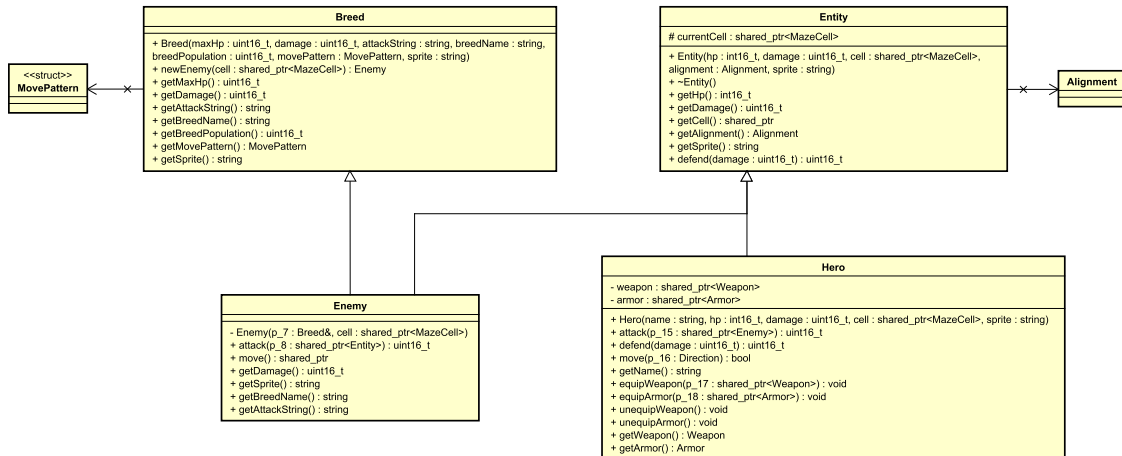 <<struct>>
MovePattern
Breed
+ Breed(maxHp : uint16_t, damage : uint16_t, attackString : string, breedName : string,
breedPopulation : uint16_t, movePattern : MovePattern, sprite : string)
+ newEnemy(cell : shared_ptr<MazeCell>) : Enemy
+ getMaxHp() : uint16_t
+ getDamage() : uint16_t
+ getAttackString() : string
+ getBreedName() : string
+ getBreedPopulation() : uint16_t
+ getMovePattern() : MovePattern
+ getSprite() : string
Entity
# currentCell : shared_ptr<MazeCell>
+ Entity(hp : int16_t, damage : uint16_t, cell : shared_ptr<MazeCell>,
alignment : Alignment, sprite : string)
+ ~Entity()
+ getHp() : int16_t
+ getDamage() : uint16_t
+ getCell() : shared_ptr
+ getAlignment() : Alignment
+ getSprite() : string
+ defend(damage : uint16_t) : uint16_t
Alignment
Enemy
- Enemy(p_7 : Breed&, cell : shared_ptr<MazeCell>)
+ attack(p_8 : shared_ptr<Entity>) : uint16_t
+ move() : shared_ptr
+ getDamage() : uint16_t
+ getSprite() : string
+ getBreedName() : string
+ getAttackString() : string
Hero
- weapon : shared_ptr<Weapon>
- armor : shared_ptr<Armor>
+ Hero(name : string, hp : int16_t, damage : uint16_t, cell : shared_ptr<MazeCell>, sprite : string)
+ attack(p_15 : shared_ptr<Enemy>) : uint16_t
+ defend(damage : uint16_t) : uint16_t
+ move(p_16 : Direction) : bool
+ getName() : string
+ equipWeapon(p_17 : shared_ptr<Weapon>) : void
+ equipArmor(p_18 : shared_ptr<Armor>) : void
+ unequipWeapon() : void
+ unequipArmor() : void
+ getWeapon() : Weapon
+ getArmor() : Armor